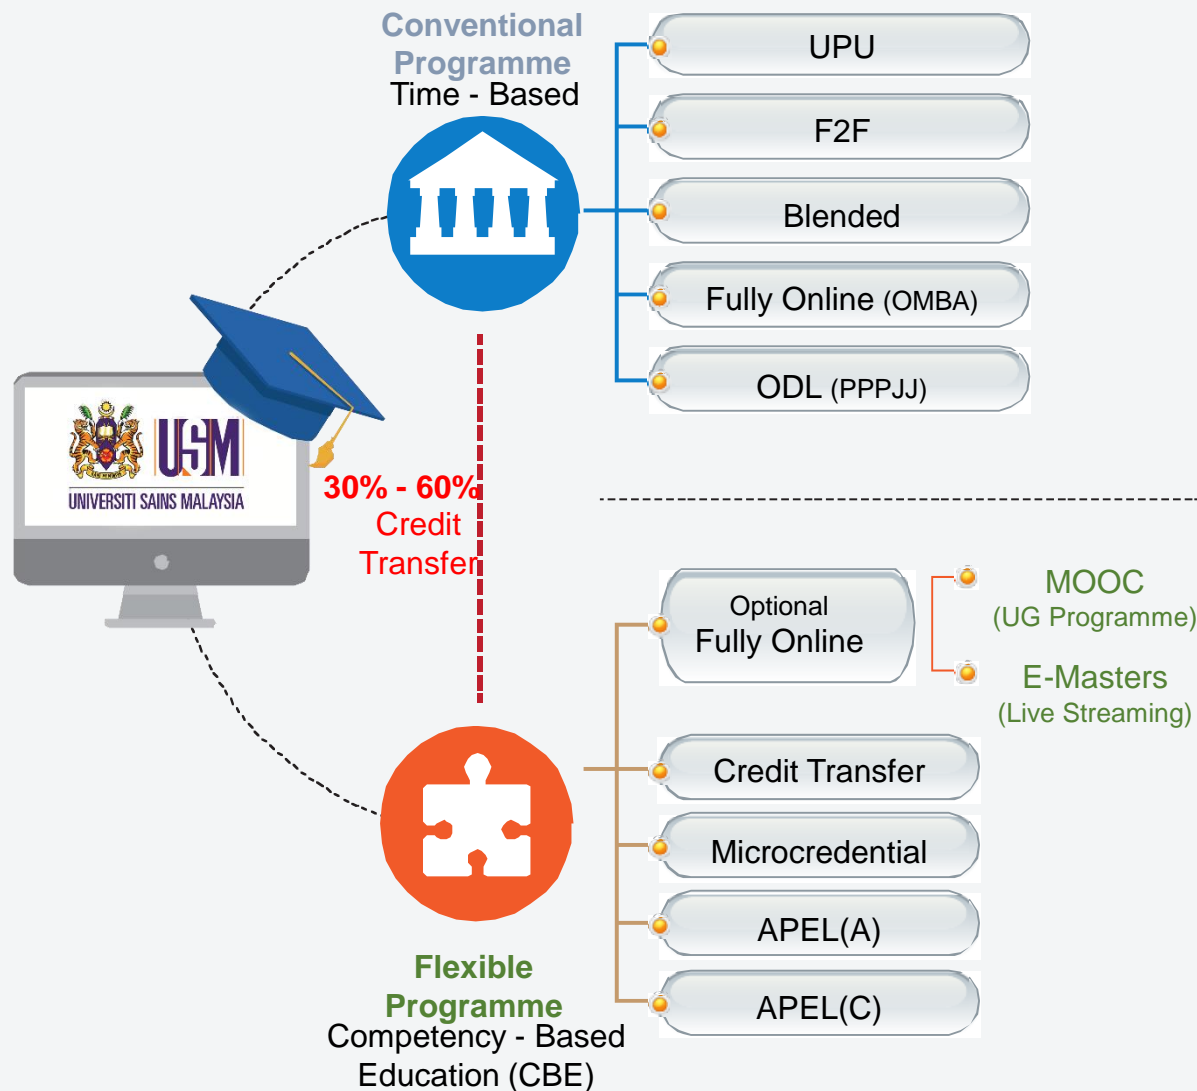 Conventional
Programme
Time - Based
UPU
F2F
Blended
Fully Online (OMBA)
ODL (PPPJJ)
USM
UNIVERSITI SAINS MALAYSIA
30% - 60%
Credit
Transfer
Optional
Fully Online
MOOC
(UG Programme)
E-Masters
(Live Streaming)
Credit Transfer
Microcredential
APEL(A)
APEL(C)
Flexible
Programme
Competency - Based
Education (CBE)